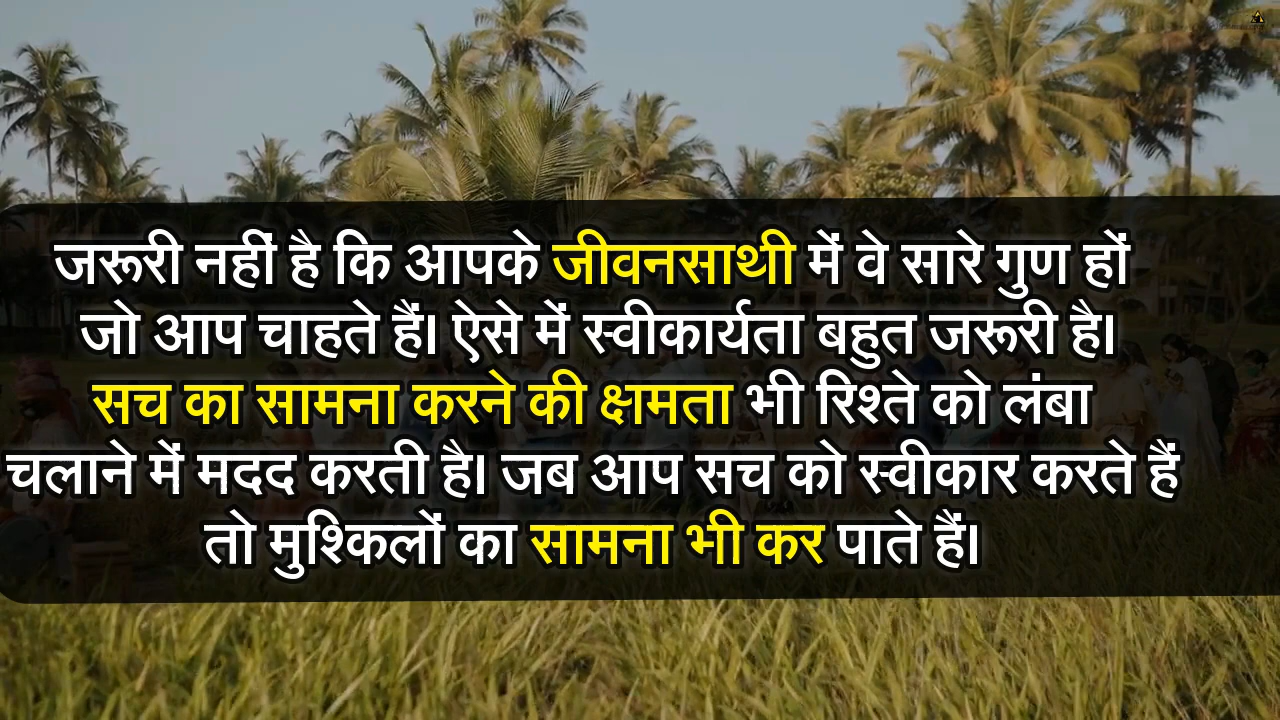 जरूरी नहीं है कि आपके जीवनसाथी में वे सारे गुण हों
जो आप चाहते हैं। ऐसे में स्वीकार्यता बहुत जरूरी है।
सच का सामना करने की क्षमता भी रिश्ते को लंबा
चलाने में मदद करती है। जब आप सच को स्वीकार करते हैं
तो मुश्किलों का सामना भी कर पाते हैं।